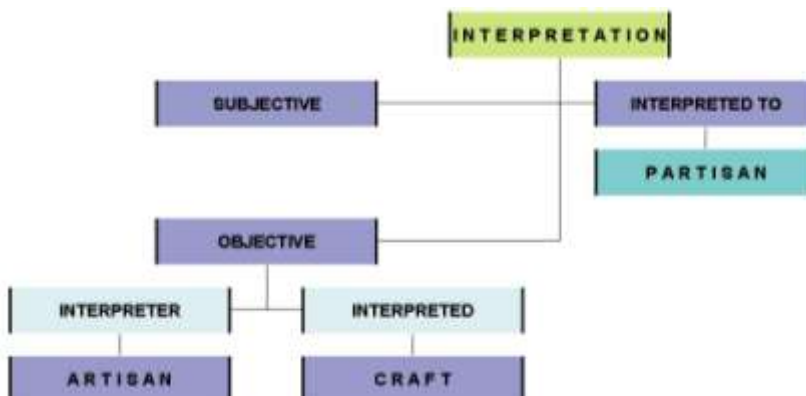 INTERPRETATION
SUBJECTIVE
INTERPRETED TO
PARTISAN
OBJECTIVE
INTERPRETER
INTERPRETED
ARTISAN
CRAFT